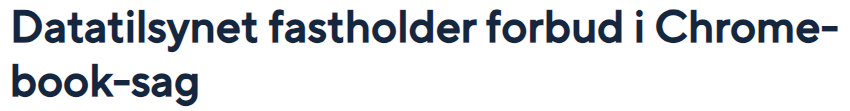 Datatilsynet fastholder forbud i Chrome-
book-sag